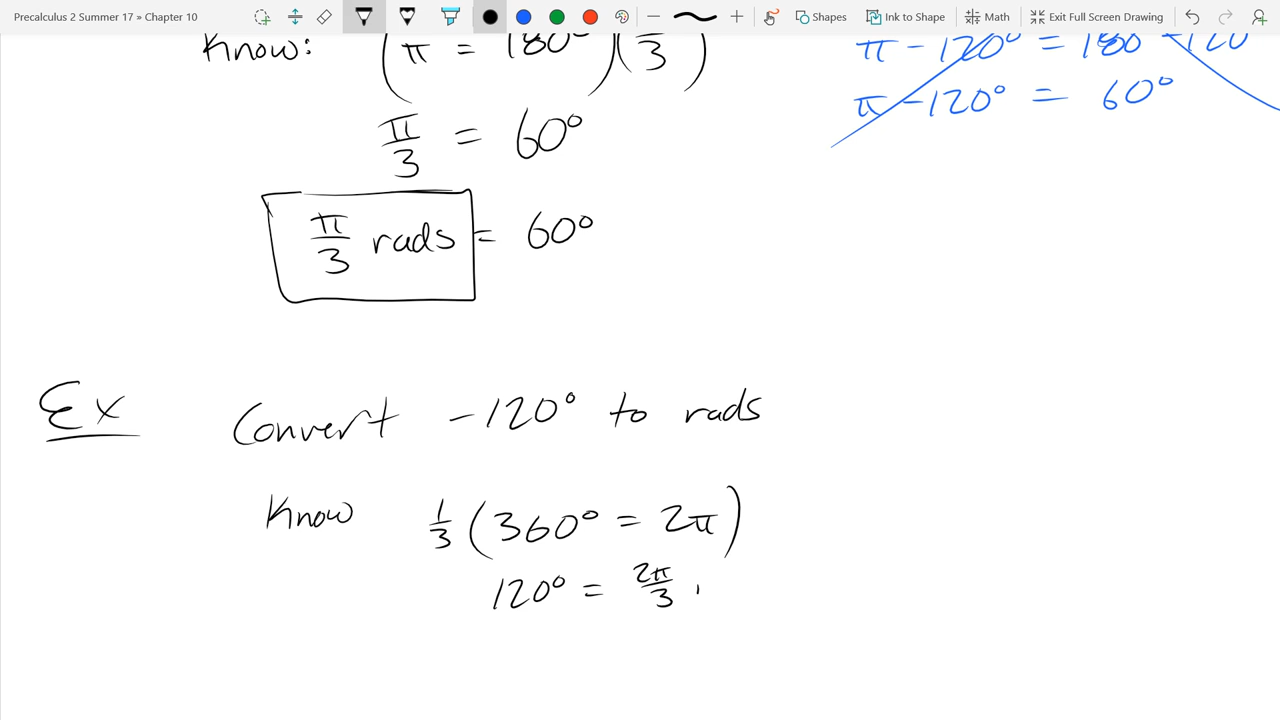 Precalculus 2 Summer 17 » Chapter 10
Shapes
Ink to Shape
Math
Exit Full Screen Drawing
Know: (π = 180°)(1/3)
π/3 = 60°
π/3 rads = 60°
π - 120° = 180 - 120
π - 120° = 60°
Ex Convert -120° to rads
Know 1/3 (360° = 2π)
120° = 2π/3